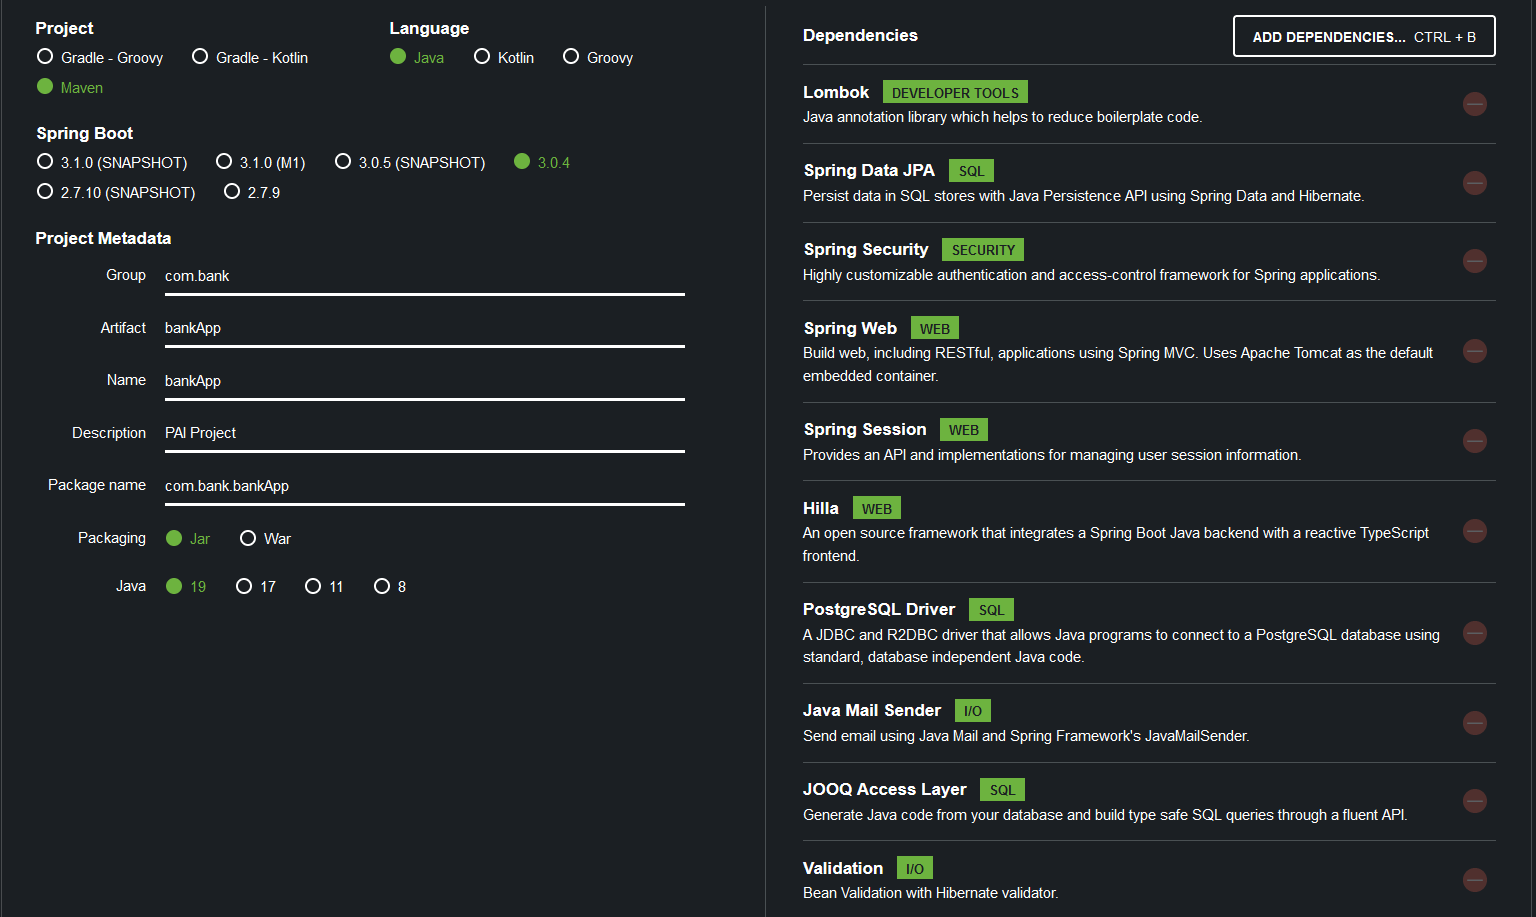 Project
Gradle - Groovy
Gradle - Kotlin
Maven
Language
Java
Kotlin
Groovy
Spring Boot
3.1.0 (SNAPSHOT)
3.1.0 (M1)
3.0.5 (SNAPSHOT)
3.0.4
2.7.10 (SNAPSHOT)
2.7.9
Project Metadata
Group com.bank
Artifact bankApp
Name bankApp
Description PAI Project
Package name com.bank.bankApp
Packaging Jar War
Java 19 17 11 8
Dependencies
ADD DEPENDENCIES... CTRL + B
Lombok DEVELOPER TOOLS
Java annotation library which helps to reduce boilerplate code.
Spring Data JPA SQL
Persist data in SQL stores with Java Persistence API using Spring Data and Hibernate.
Spring Security SECURITY
Highly customizable authentication and access-control framework for Spring applications.
Spring Web WEB
Build web, including RESTful, applications using Spring MVC. Uses Apache Tomcat as the default
embedded container.
Spring Session WEB
Provides an API and implementations for managing user session information.
Hilla WEB
An open source framework that integrates a Spring Boot Java backend with a reactive TypeScript
frontend.
PostgreSQL Driver SQL
A JDBC and R2DBC driver that allows Java programs to connect to a PostgreSQL database using
standard, database independent Java code.
Java Mail Sender I/O
Send email using Java Mail and Spring Framework's JavaMailSender.
JOOQ Access Layer SQL
Generate Java code from your database and build type safe SQL queries through a fluent API.
Validation I/O
Bean Validation with Hibernate validator.